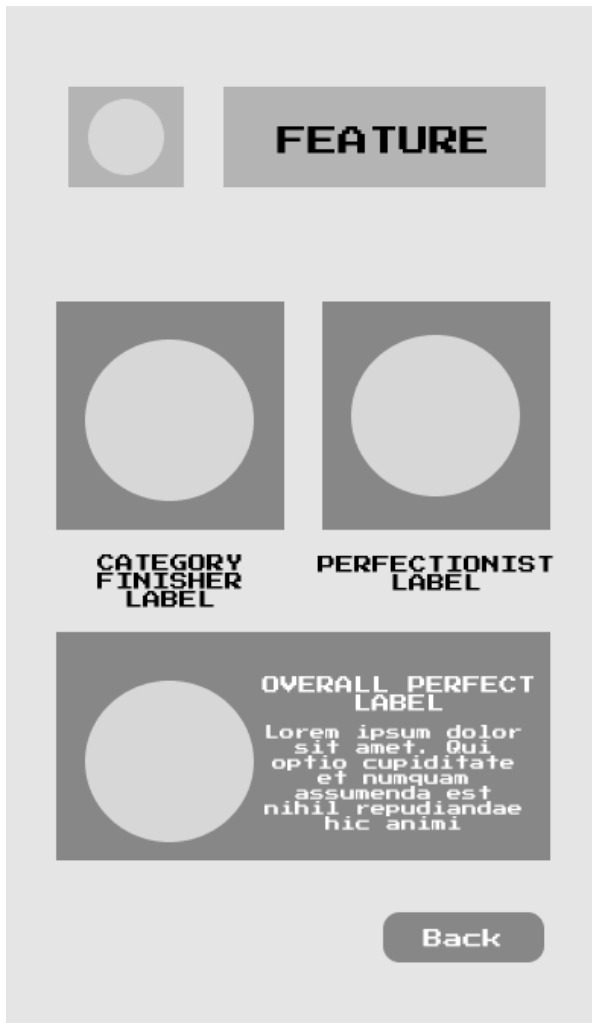 FEATURE
CATEGORY
FINISHER
LABEL
PERFECTIONIST
LABEL
OVERALL PERFECT
LABEL
Lorem ipsum dolor
sit amet. Qui
optio cupiditate
et numquam
assumenda est
nihil repudiandae
hic animi
Back